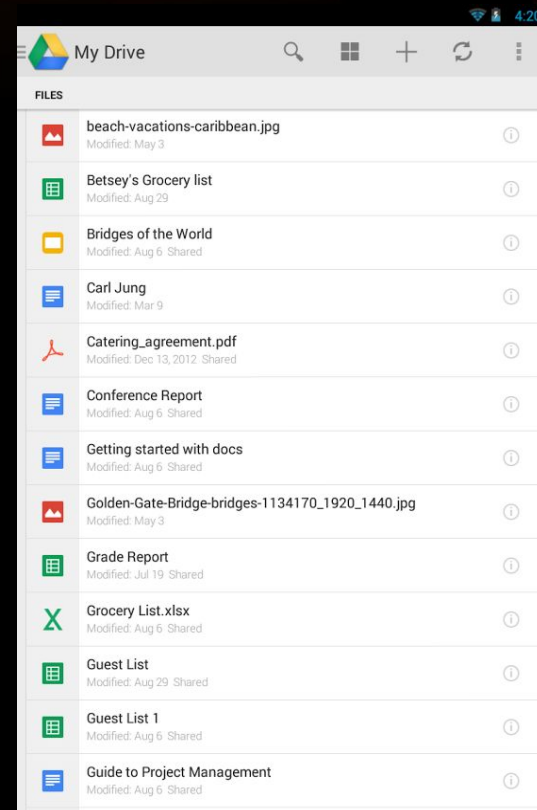 4:20
My Drive
FILES
beach-vacations-caribbean.jpg
Modified: May 3
Betsey's Grocery list
Modified: Aug 29
Bridges of the World
Modified: Aug 6 Shared
Carl Jung
Modified: Mar 9
Catering_agreement.pdf
Modified: Dec 13, 2012 Shared
Conference Report
Modified: Aug 6 Shared
Getting started with docs
Modified: Aug 6 Shared
Golden-Gate-Bridge-bridges-1134170_1920_1440.jpg
Modified: May 3
Grade Report
Modified: Jul 19 Shared
Grocery List.xlsx
Modified: Aug 6 Shared
Guest List
Modified: Aug 29 Shared
Guest List 1
Modified: Aug 6 Shared
Guide to Project Management
Modified: Aug 6 Shared